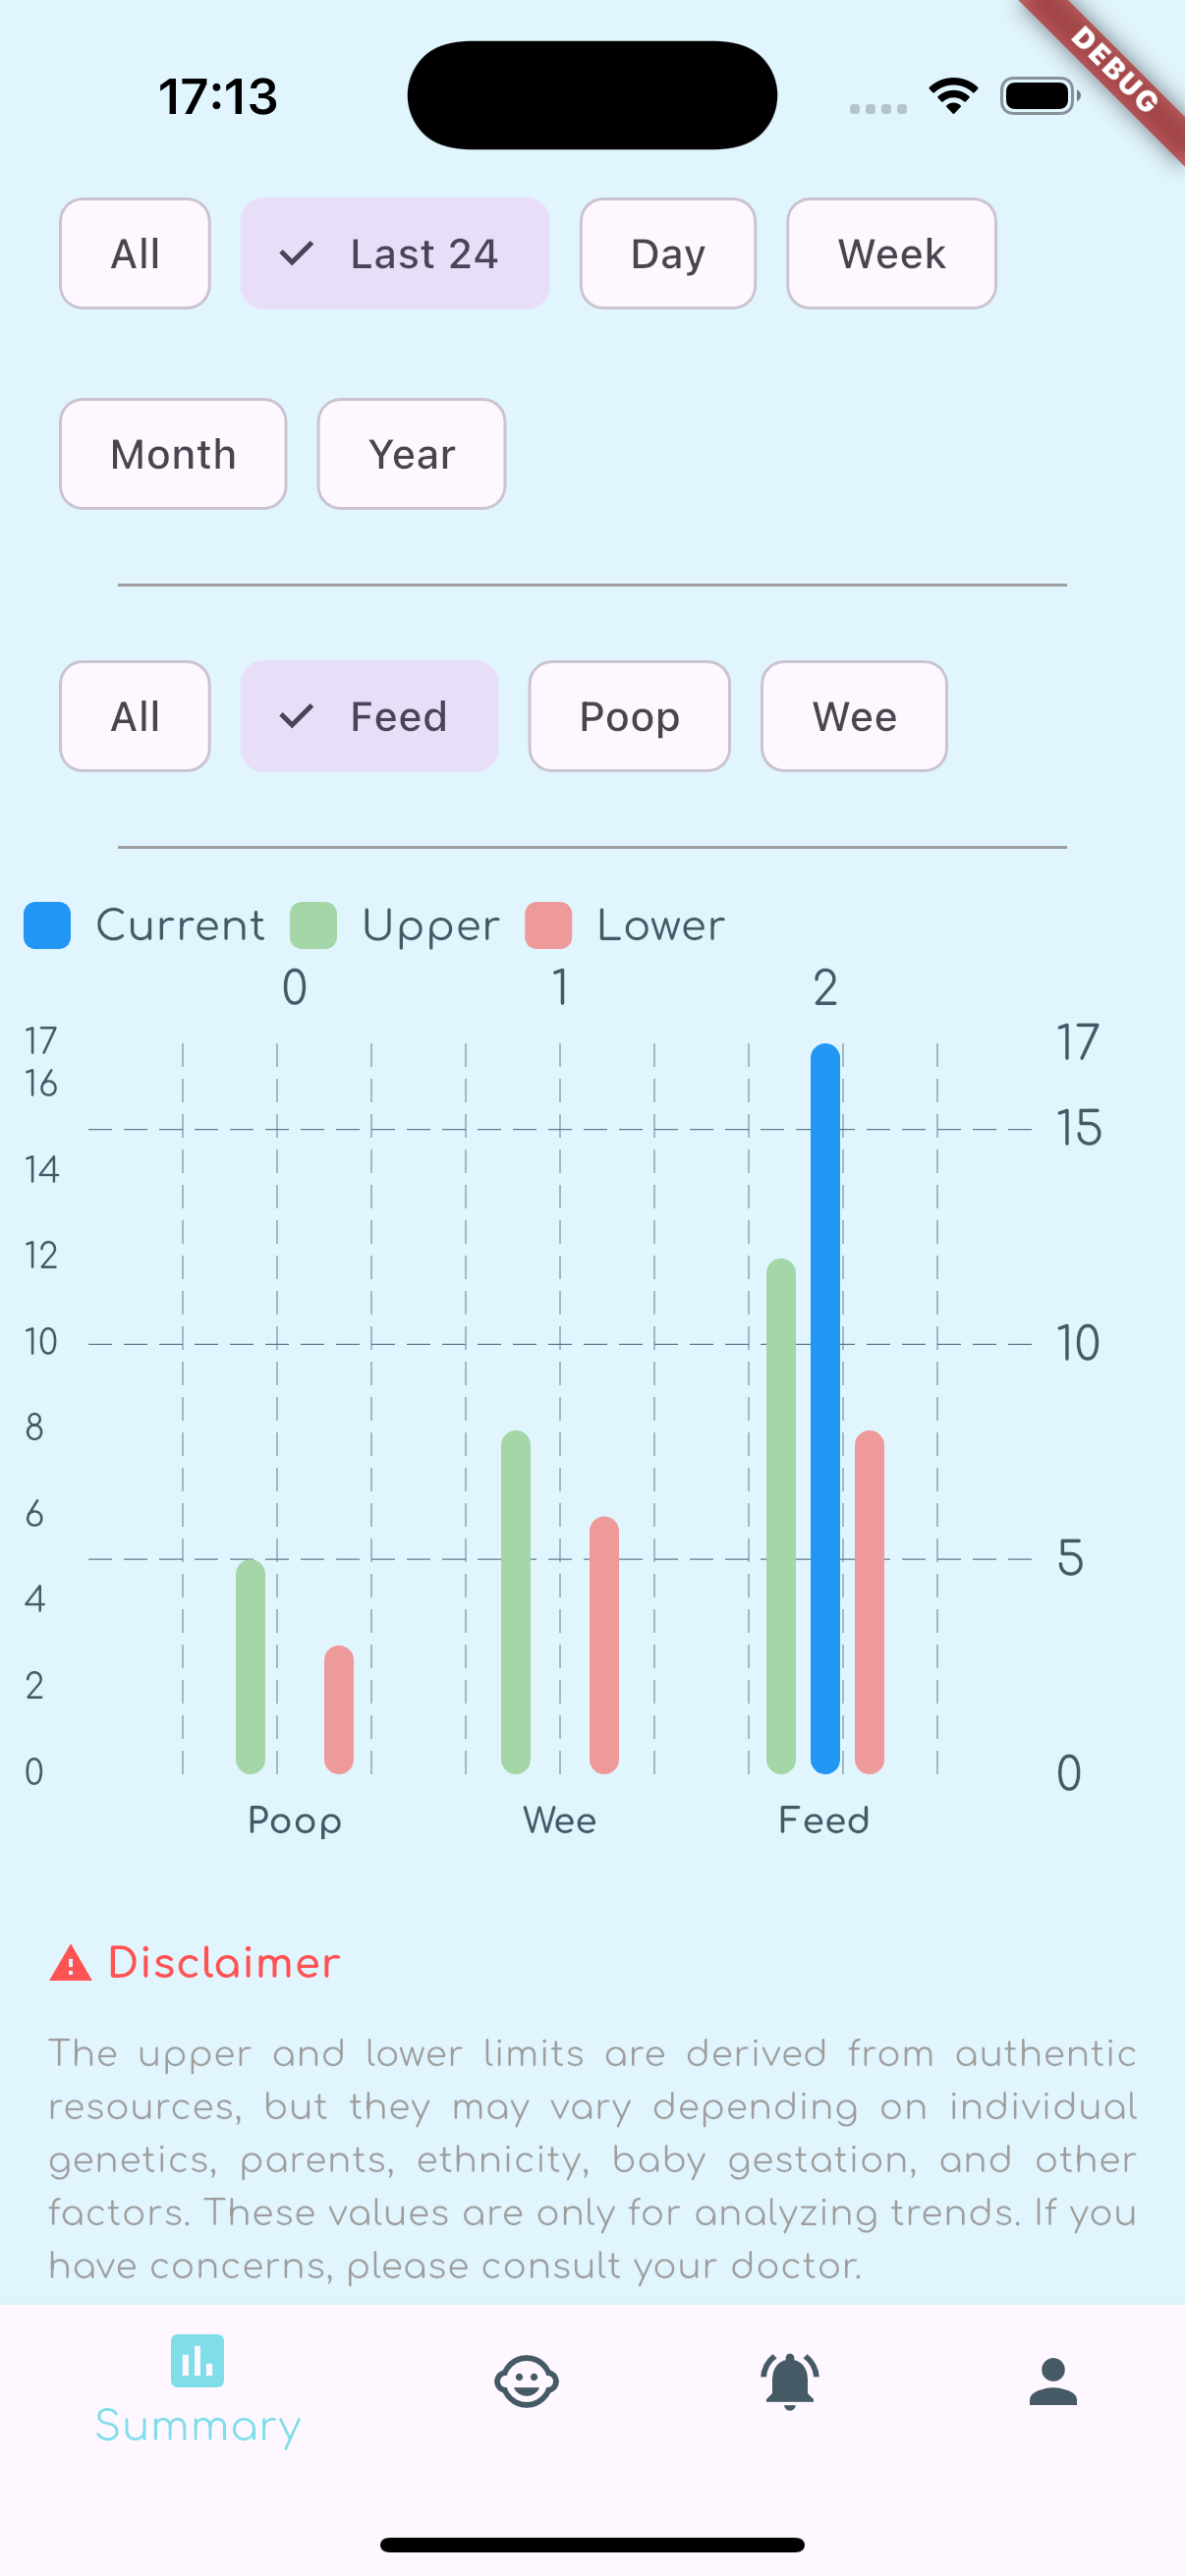 17:13
DEBUG
All Last 24 Day Week
Month Year
All Feed Poop Wee
Current Upper Lower
0 1 2
17 17
16
15
14
12
10 10
8
6
5
4
2
0 0
Poop Wee Feed
Disclaimer
The upper and lower limits are derived from authentic
resources, but they may vary depending on individual
genetics, parents, ethnicity, baby gestation, and other
factors. These values are only for analyzing trends. If you
have concerns, please consult your doctor.
Summary